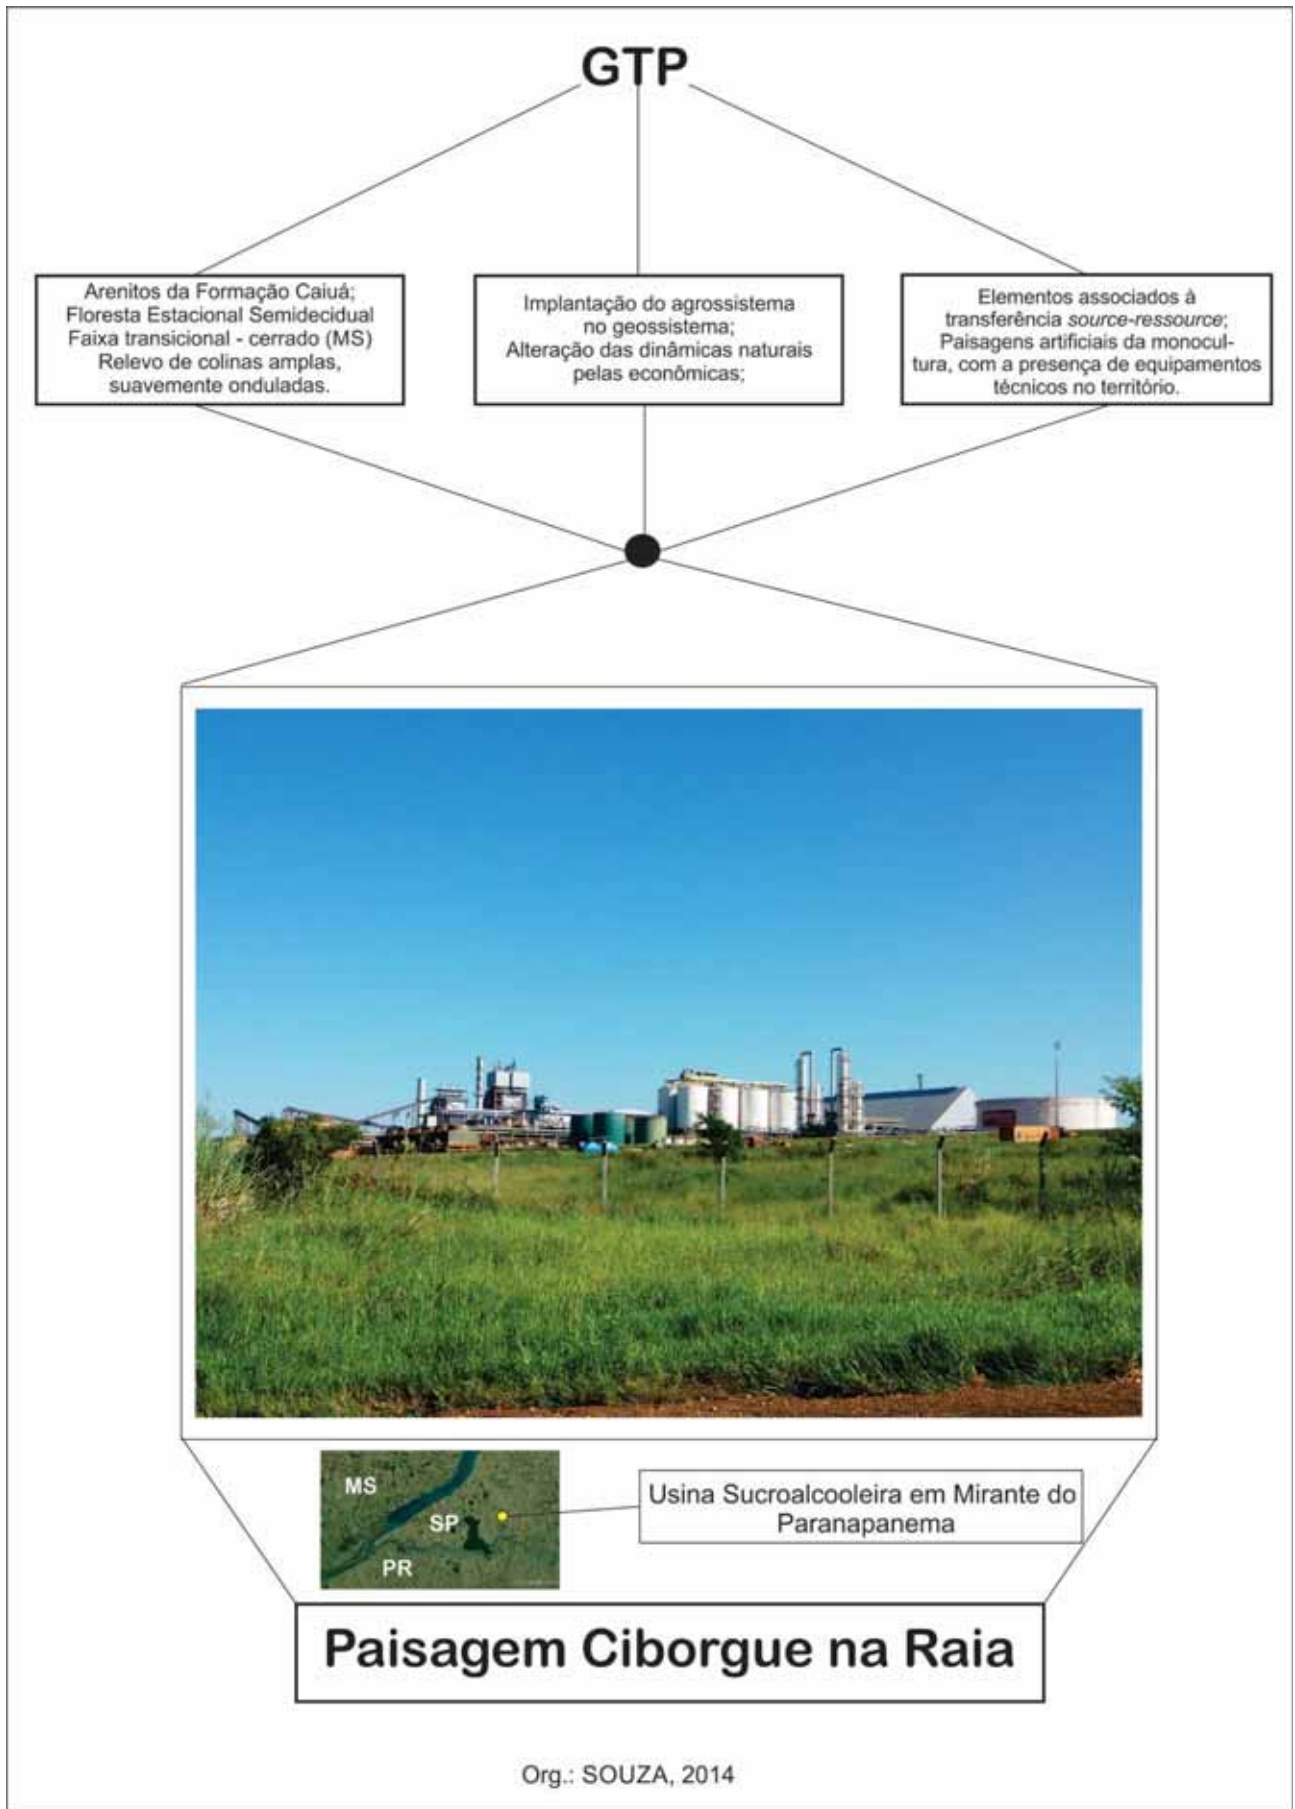 GTP
Arenitos da Formação Caiuá;
Floresta Estacional Semidecidual
Faixa transicional - cerrado (MS)
Relevo de colinas amplas,
suavemente onduladas.
Implantação do agrossistema
no geossistema;
Alteração das dinâmicas naturais
pelas econômicas;
Elementos associados à
transferência source-ressource;
Paisagens artificiais da monocul-
tura, com a presença de equipamentos
técnicos no território.
MS
SP
PR
Usina Sucroalcooleira em Mirante do
Paranapanema
Paisagem Ciborgue na Raia
Org.: SOUZA, 2014